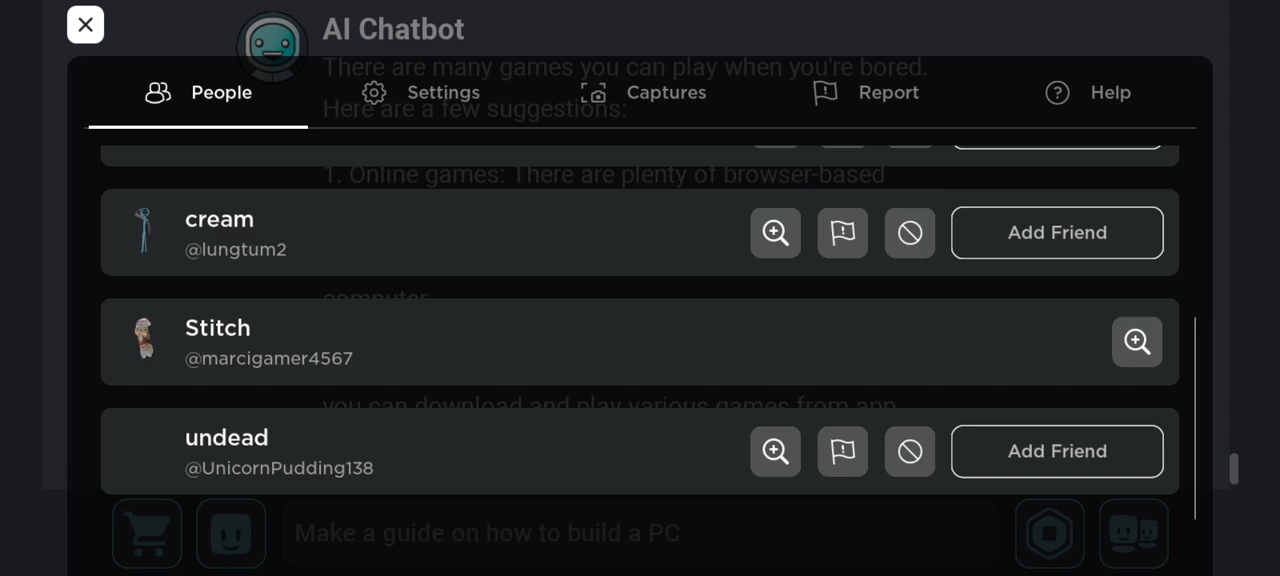 AI Chatbot
There are many games you can play when you're bored.
People
Settings
Captures
Report
Help
Here are a few suggestions:
1. Online games: There are plenty of browser-based
cream
@lungtum2
Add Friend
computer
Stitch
@marcigamer4567
you can download and play various games from app
undead
@UnicornPudding138
Add Friend
Make a guide on how to build a PC